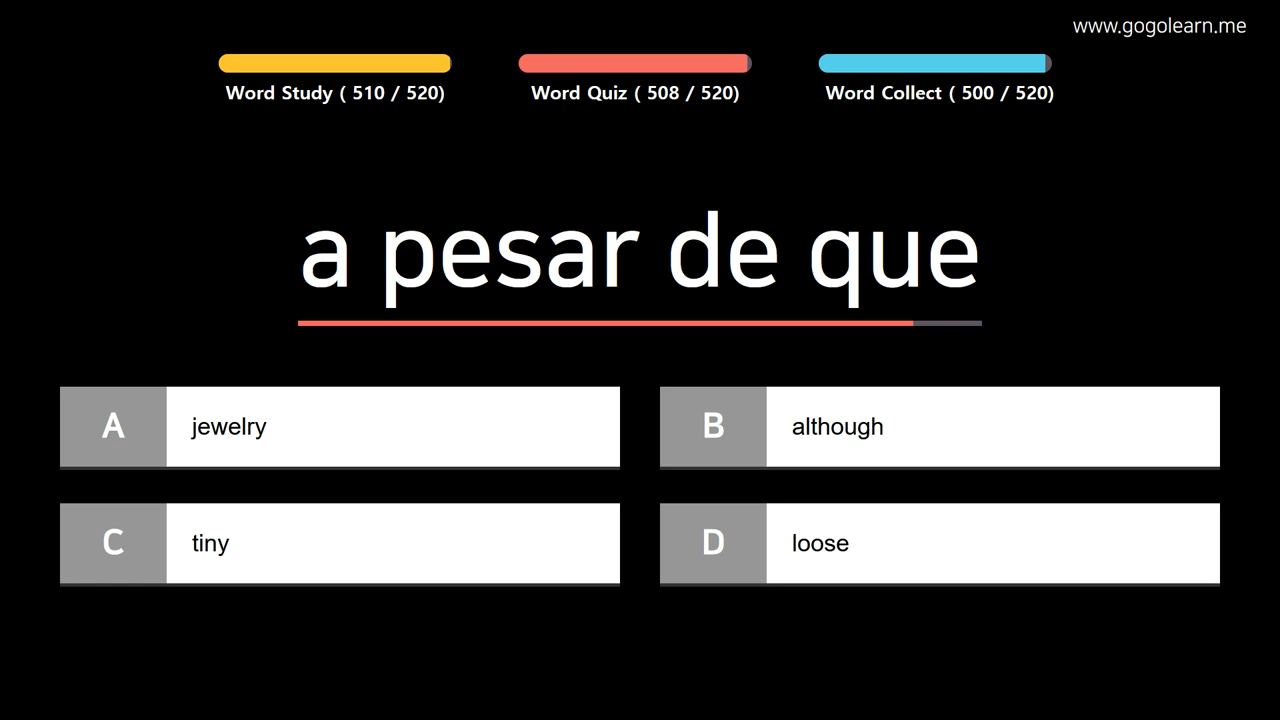 www.gogolearn.me
Word Study ( 510 / 520)
Word Quiz ( 508 / 520)
Word Collect ( 500 / 520)
a pesar de que
A jewelry
B although
C tiny
D loose